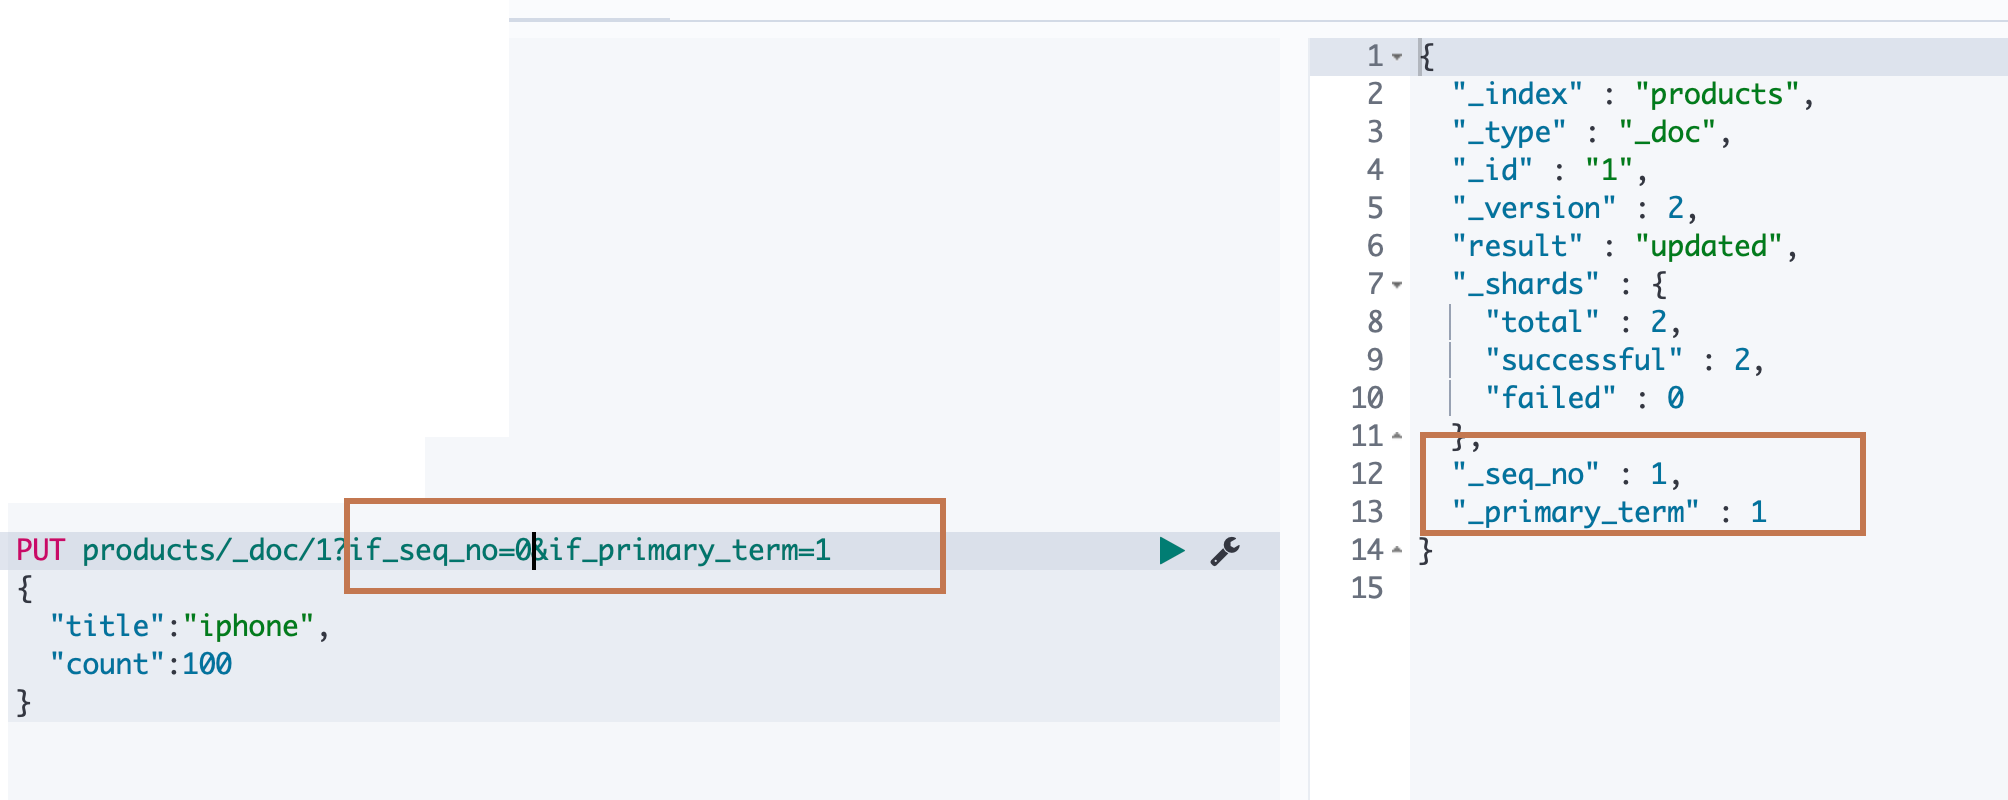 PUT products/_doc/1?if_seq_no=0&if_primary_term=1
{
  "title":"iphone",
  "count":100
}
1 {
2   "_index" : "products",
3   "_type" : "_doc",
4   "_id" : "1",
5   "_version" : 2,
6   "result" : "updated",
7   "_shards" : {
8     "total" : 2,
9     "successful" : 2,
10     "failed" : 0
11   },
12   "_seq_no" : 1,
13   "_primary_term" : 1
14 }
15